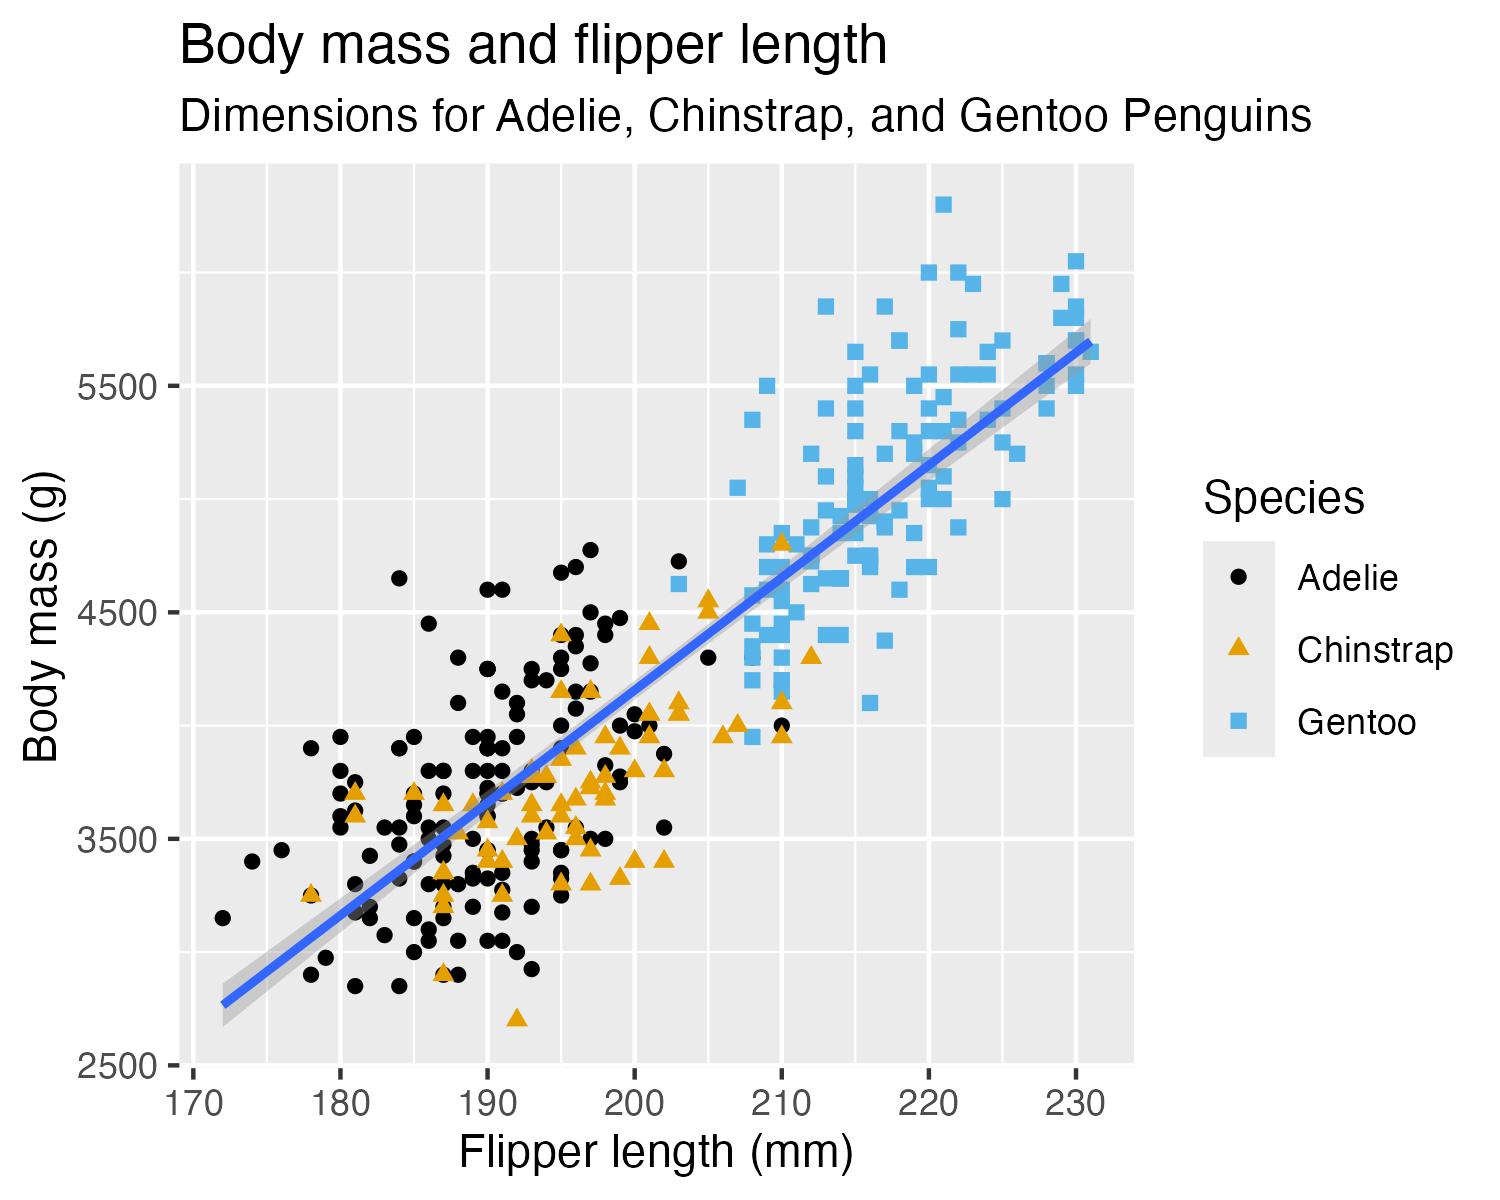 Body mass and flipper length
Dimensions for Adelie, Chinstrap, and Gentoo Penguins
Body mass (g)
5500
4500
3500
2500
170 180 190 200 210 220 230
Flipper length (mm)
Species
Adelie
Chinstrap
Gentoo